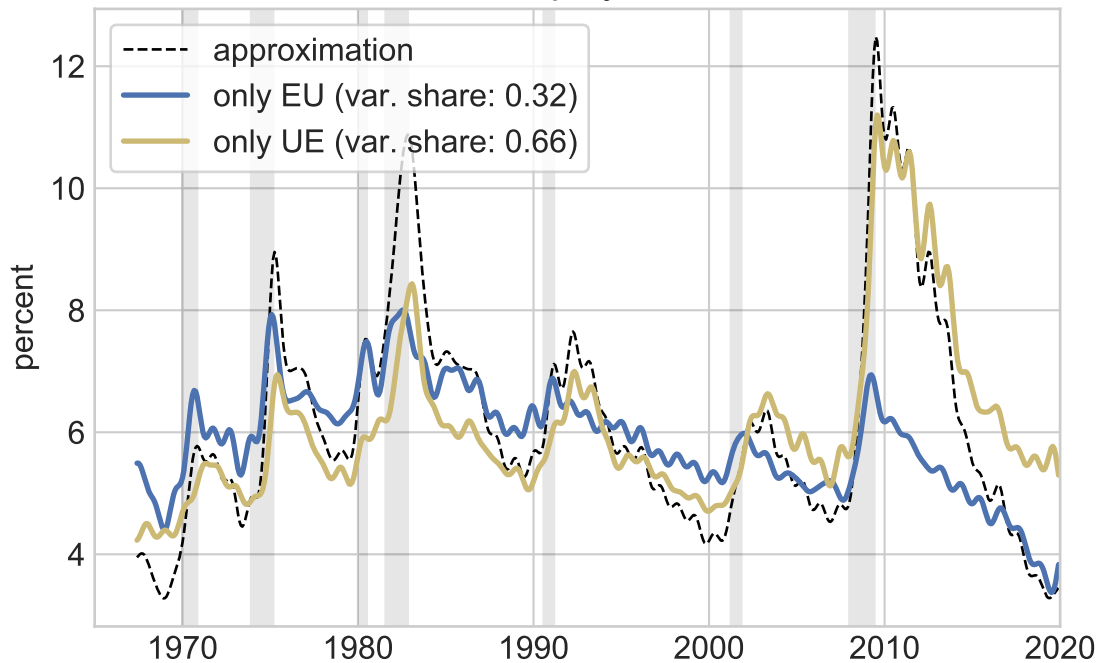 approximation
only EU (var. share: 0.32)
only UE (var. share: 0.66)
percent
12
10
8
6
4
1970 1980 1990 2000 2010 2020